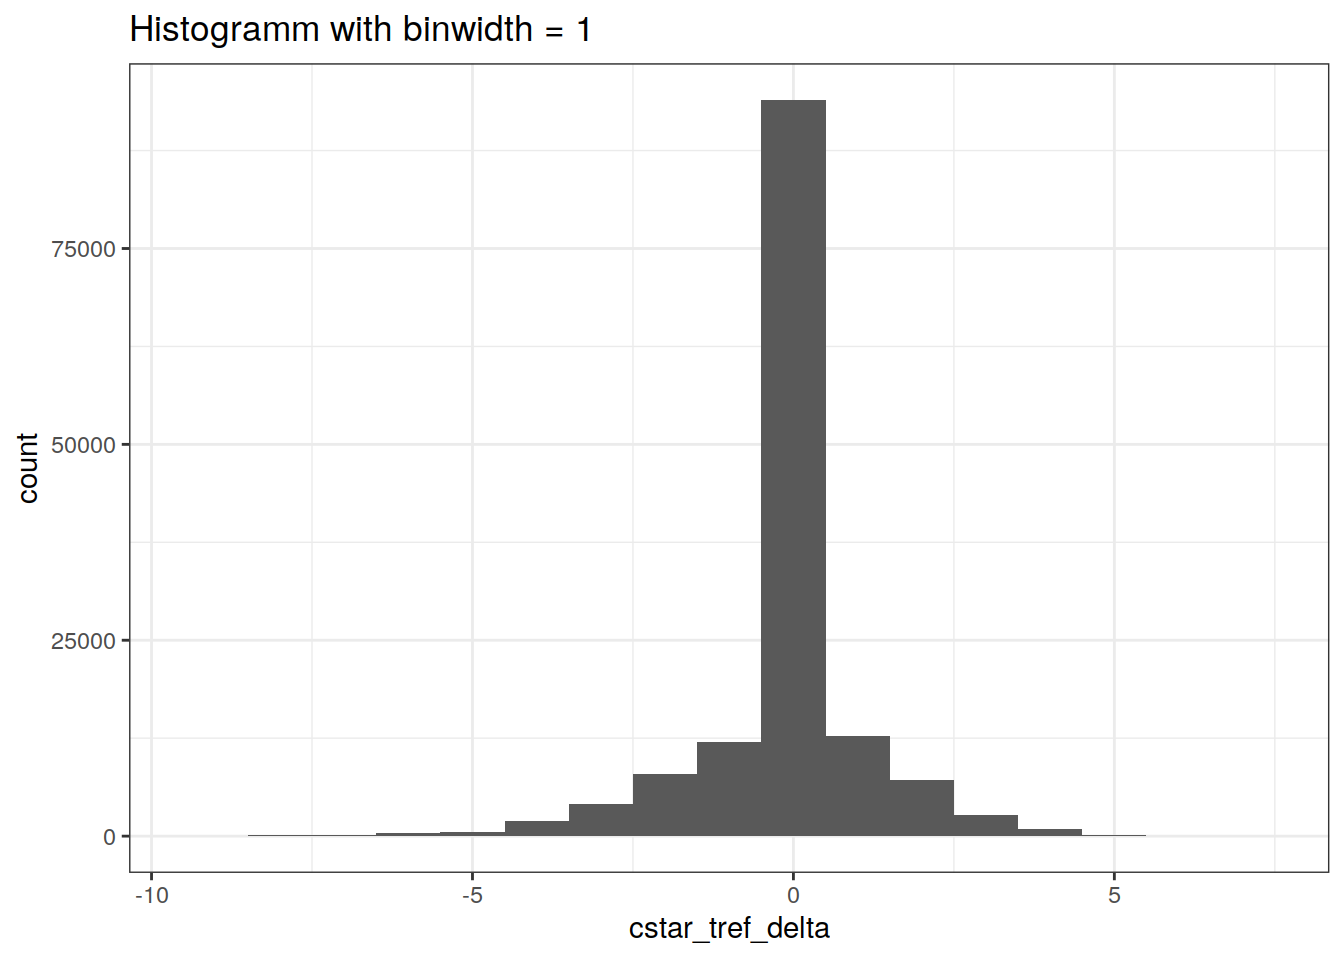 Histogramm with binwidth = 1
count
75000
50000
25000
0
-10
-5
0
5
cstar_tref_delta